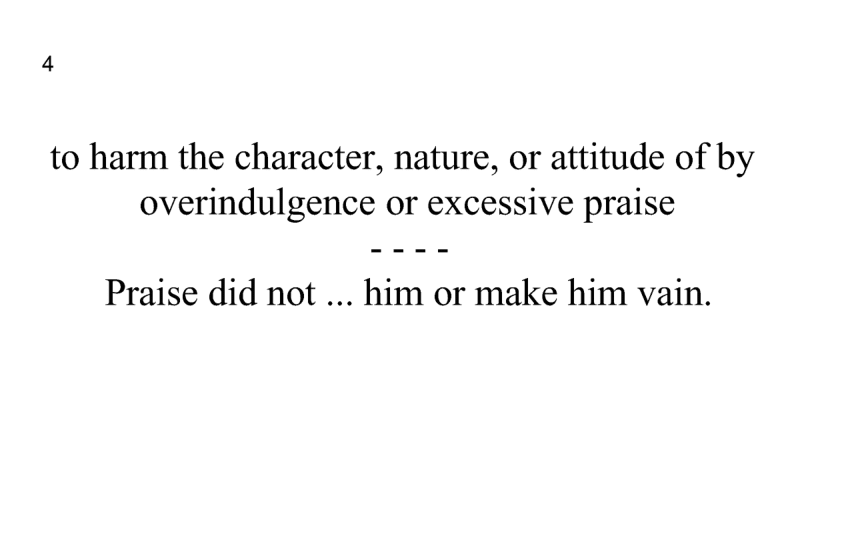 4
to harm the character, nature, or attitude of by
overindulgence or excessive praise
- - - -
Praise did not ... him or make him vain.